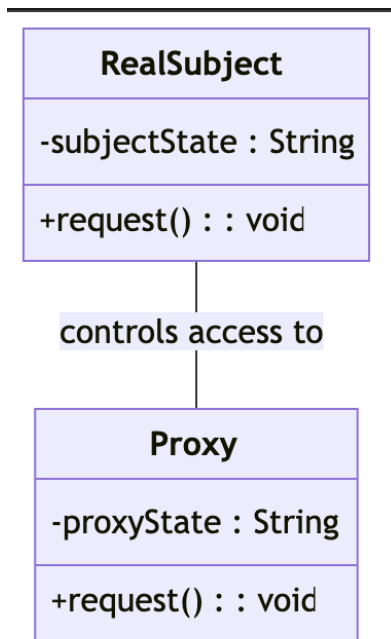 RealSubject
-subjectState : String
+request() : : void
controls access to
Proxy
-proxyState : String
+request() : : void